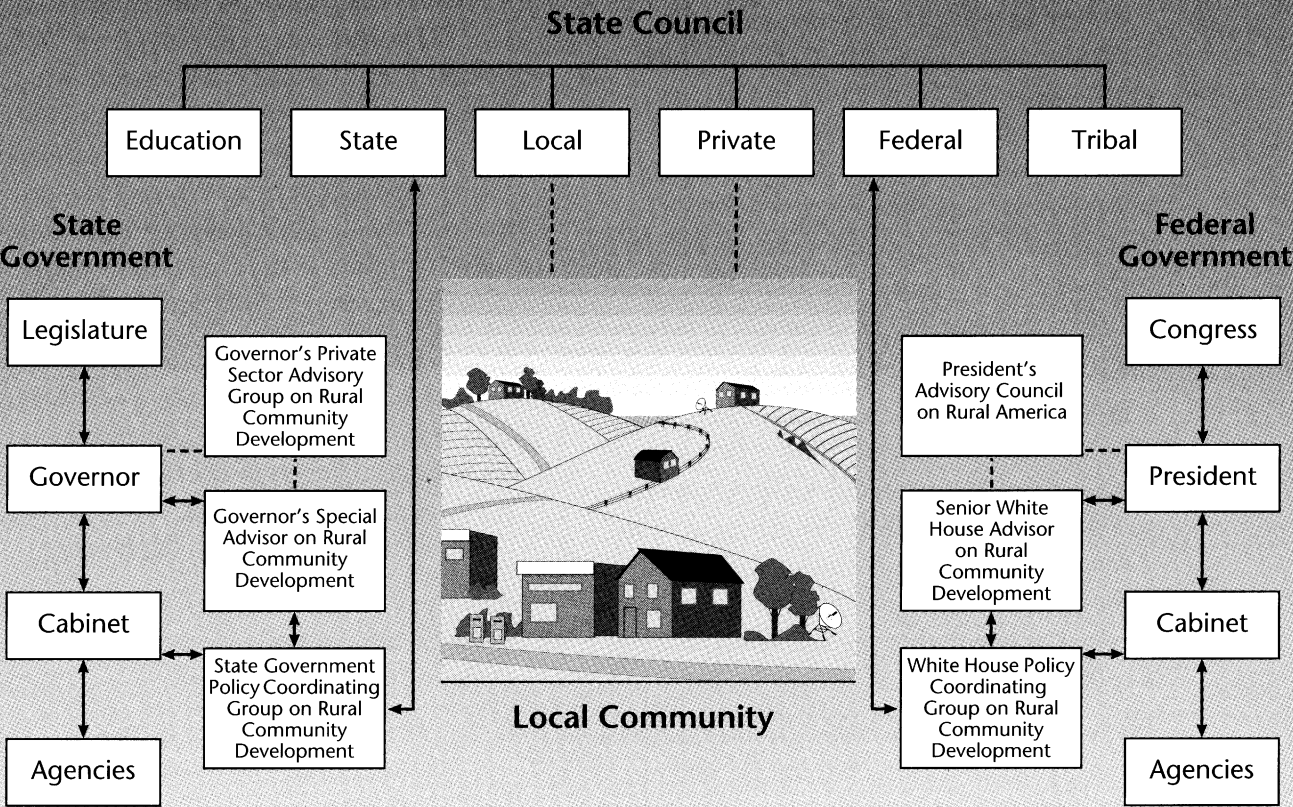 State Council
Education
State
Local
Private
Federal
Tribal
State
Government
Legislature
Governor
Cabinet
Agencies
Governor's Private
Sector Advisory
Group on Rural
Community
Development
Governor's Special
Advisor on Rural
Community
Development
State Government
Policy Coordinating
Group on Rural
Community
Development
Local Community
Federal
Government
President's
Advisory Council
on Rural America
Senior White
House Advisor
on Rural
Community
Development
White House Policy
Coordinating
Group on Rural
Community
Development
Congress
President
Cabinet
Agencies